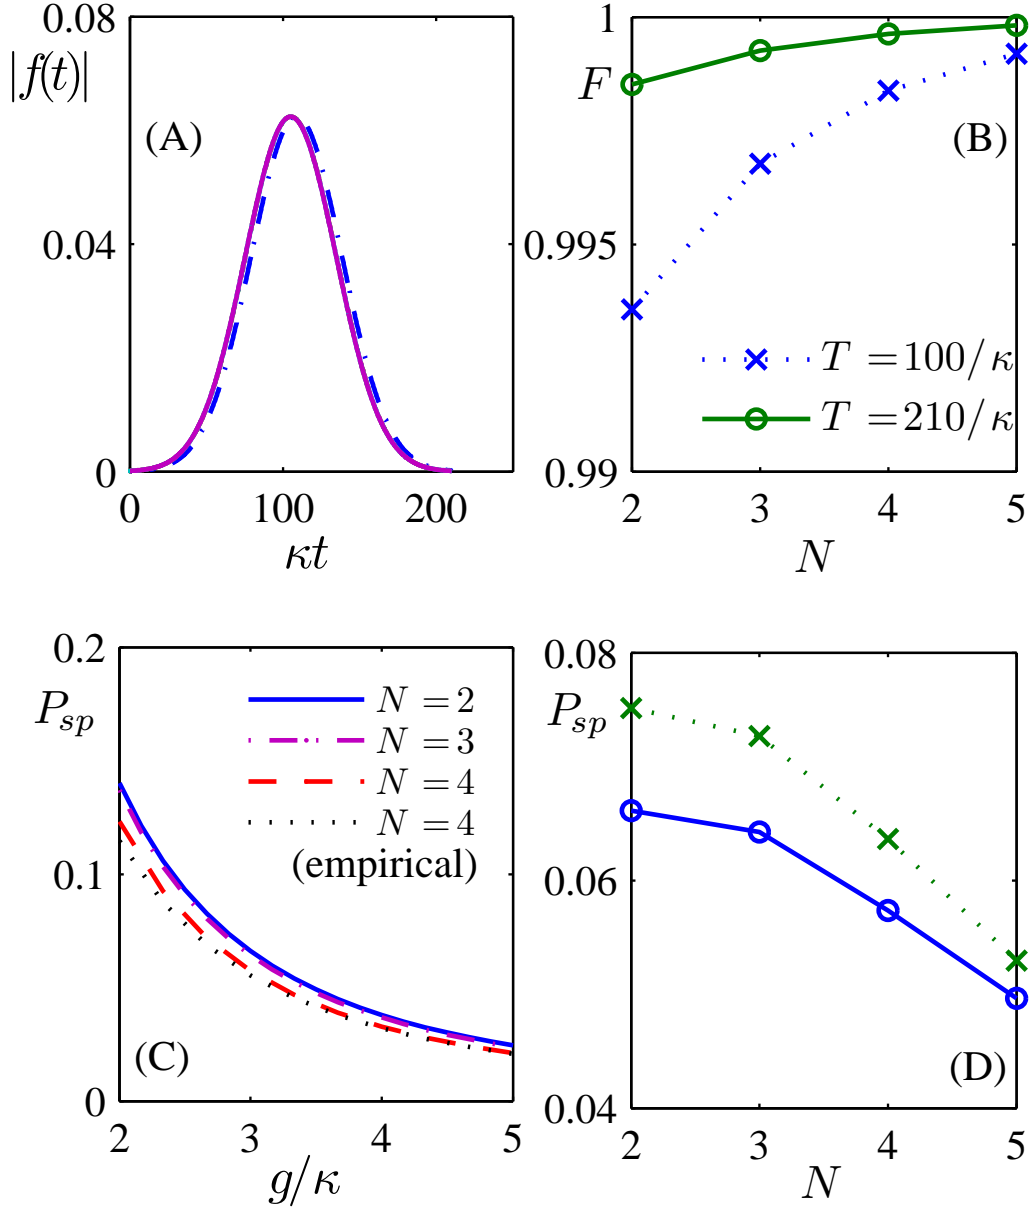 0.08
|f(t)|
(A)
0.04
0
0
100
200
κt
1
F
(B)
0.995
T = 100/κ
T = 210/κ
0.99
2
3
4
5
N
0.2
P_sp
N = 2
N = 3
N = 4
N = 4
(empirical)
0.1
(C)
0
2
3
4
5
g/κ
0.08
P_sp
0.06
(D)
0.04
2
3
4
5
N